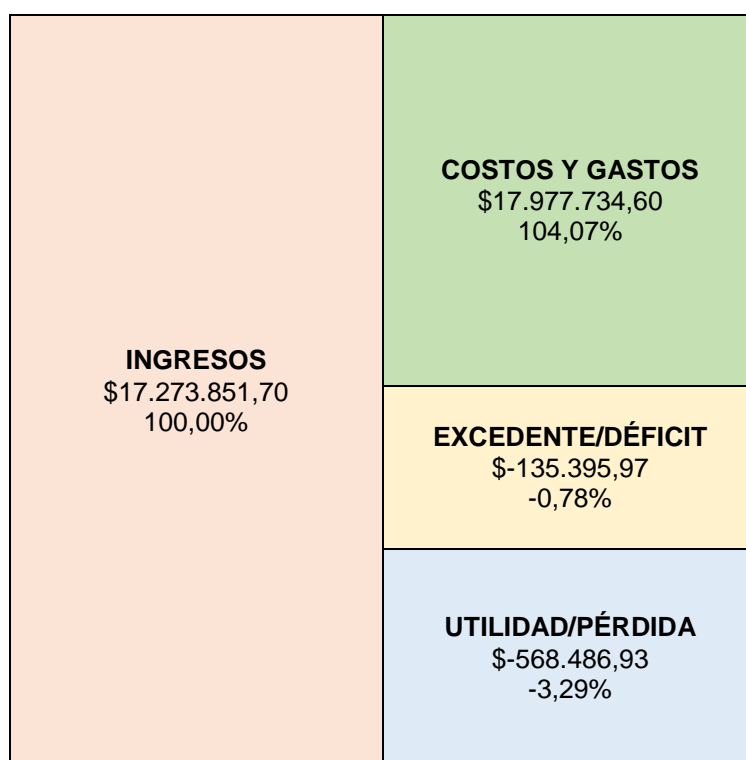 INGRESOS
$17.273.851,70
100,00%
COSTOS Y GASTOS
$17.977.734,60
104,07%
EXCEDENTE/DÉFICIT
$-135.395,97
-0,78%
UTILIDAD/PÉRDIDA
$-568.486,93
-3,29%